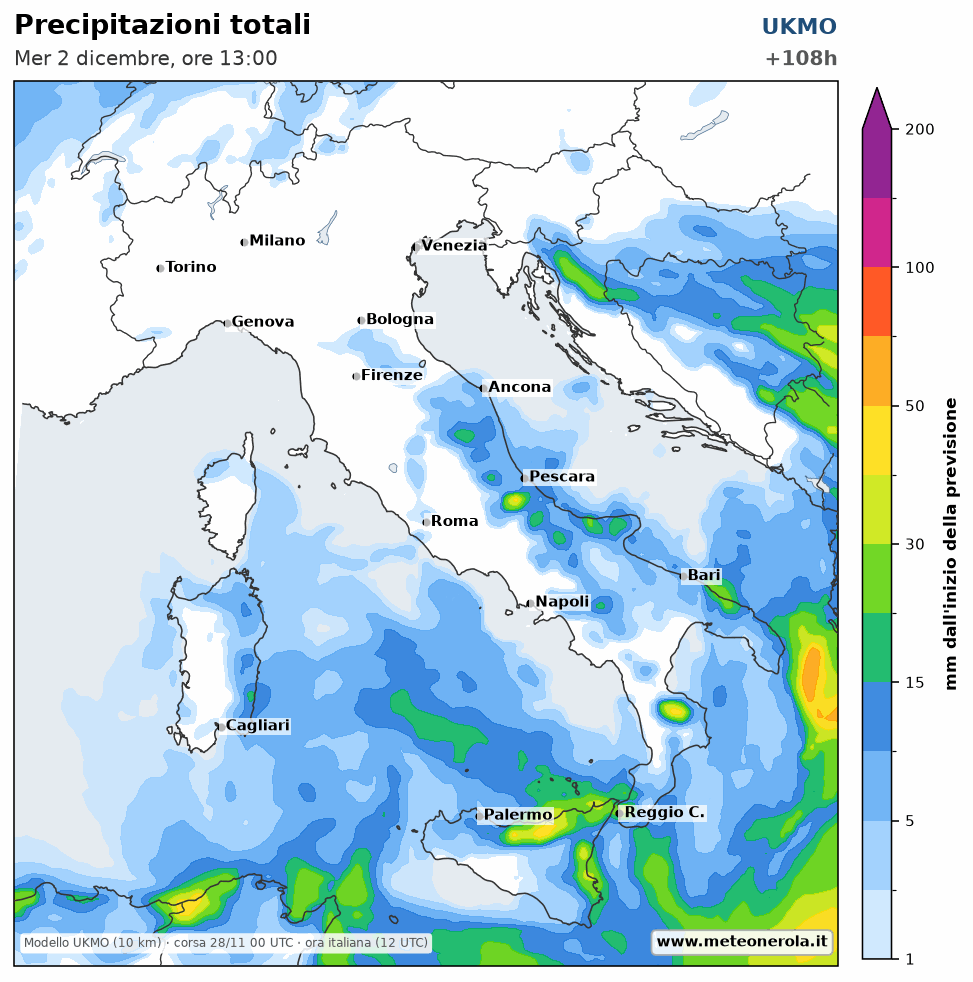 Precipitazioni totali
UKMO
Mer 2 dicembre, ore 13:00
+108h
200
Milano
Venezia
Torino
100
Genova
Bologna
Firenze
Ancona
50
Pescara
Roma
30
Bari
Napoli
15
Cagliari
Palermo
Reggio C.
5
mm dall'inizio della previsione
Modello UKMO (10 km) · corsa 28/11 00 UTC · ora italiana (12 UTC)
www.meteonerola.it
1